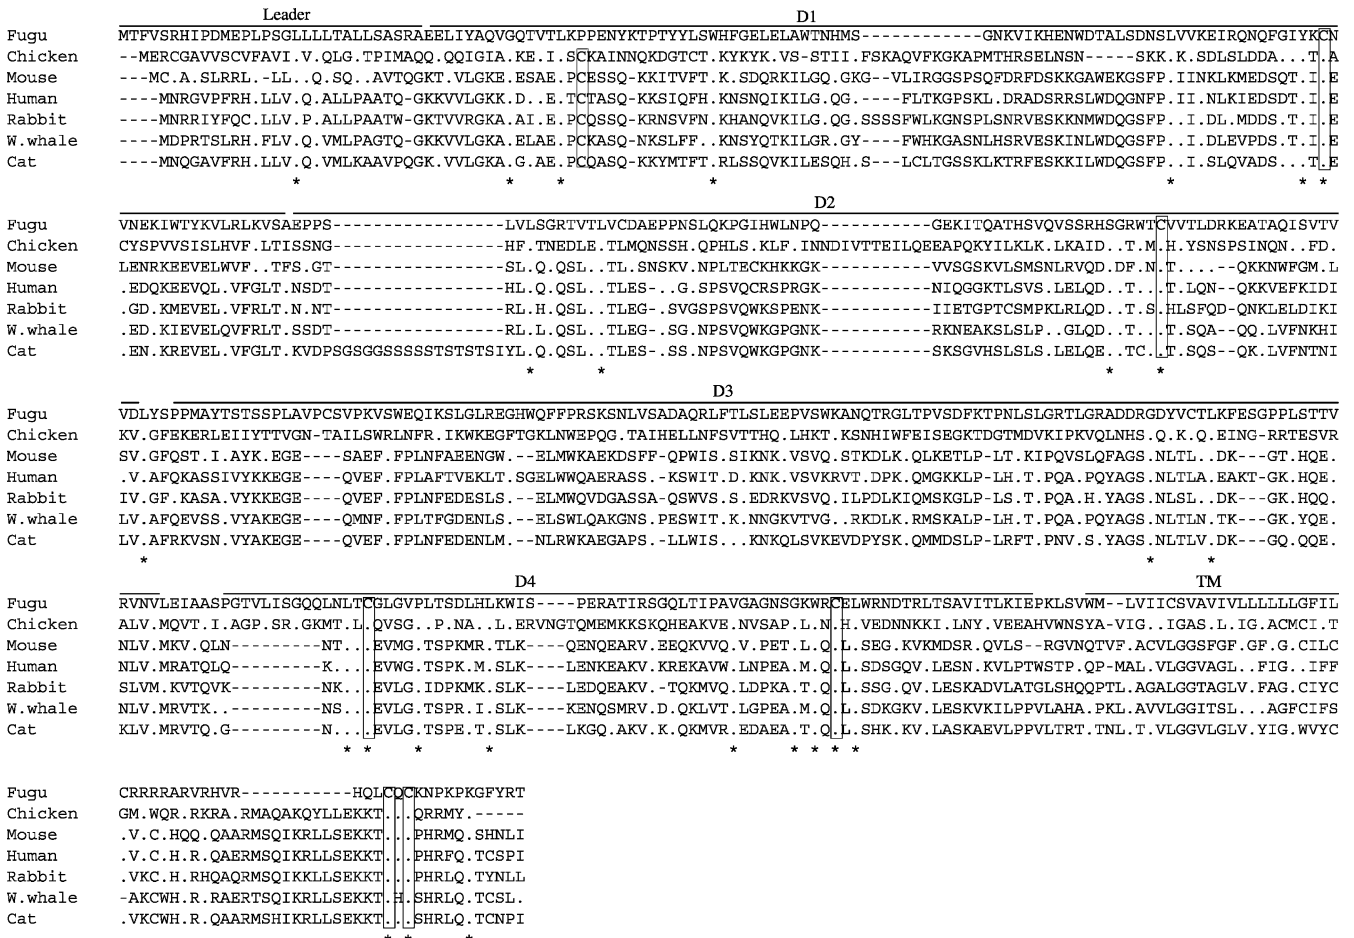 Leader D1
Fugu MTFVSRHIPDMEPLPSGLLLLTALLSASRAEELIYAQVGQTVTLKPPENYKTPTYYLSWHFGELELAWTNHMS------------GNKVIKHENWDTALSDNSLVVKEIRQNQFGIYKCN
Chicken --MERCGAVVSCVFAVI.V.QLG.TPIMAQQ.QQIGIA.KE.I.SCKAINNQKDGTCT.KYKYK.VS-STII.FSKAQVFKGKAPMTHRSELNSN-----SKK.K.SDLSLDDA...T.A
Mouse ---MC.A.SLRRL.-LL..Q.SQ..AVTQGKT.VLGKE.ESAE.PCESSQ-KKITVFT.K.SDQRKILGQ.GKG--VLIRGGSPSQFDRFDSKKGAWEKGSFP.IINKLKMEDSQT.I.E
Human ----MNRGVPFRH.LLVL.Q.ALLPAATQ-GKKVVLGKK.D..E.TCTASQ-KKSIQFH.KNSNQIKILG.QG.-----FLTKGPSKL.DRADSRRSLWDQGNFP.II.NLKIEDSDT.I.E
Rabbit ----MNRRIYFQC.LLV.P.ALLPAATW-GKTVVRGKA.AI.E.PCQSSQ-KRNSVFN.KHANQVKILG.QG-SSSSFWLKGNSPLSNRVESKKNMWDQGSFP.II.DL.MDDS.T.I.E
W.whale ----MDPRTSLRH.FLV.Q.VMLPAGTQ-GKKVVLGKA.ELAE.PCKASQ-KNSLFF..KNSYQTKILGR.GY-----FWHKGASNLHSRVESKINLWDQGSFP.I.DLEVPDS.T.I.E
Cat ----MNQGAVFRH.LLV.Q.VMLKAAVPQGK.VVLGKA.G.AE.PCQASQ-KKYMTFT.RLSSQVKILESQH.S----LCLTGSSKLKTRFESKKILWDQGSFP..I.SLQVADS...T.E
* * * * * * *
D2
Fugu VNEKIWTYKVLRLKVSAEPPS-----------------LVLSGRTVTLVCDAEPPNSLQKPGIHWLNPQ-----------GEKITQATHSVQVSSRHSGRWTCVVTLDRKEATAQISVTV
Chicken CYSPVVSISLHVF.LTISSNG-----------------HF.TNEDLE.TLMQNSSH.QPHLS.KLF.INNDIVTTEILQEEAPQKYILKLK.LKAID..T.M.H.YSNSPSINQN..FD.
Mouse LENRKEEVELWVF..TFS.GT-----------------SL.Q.QSL..TL.SNSKV.NPLTECKHKKGK-----------VVSGSKVLSMSNLRVQD.DF.N.T....QKKNWFGM.L
Human .EDQKEEVQL.VFGLT.NSDT-----------------HL.Q.QSL..TLES-.G.SPSVQCRSPRGK------------NIQGGKTLSVS.LELQD..T...T.LQN--QKKVEFKIDI
Rabbit .GD.KMEVEL.VFRLT.N.NT-----------------RL.H.QSL..TLEG--SVGSPSVQWKSPENK-----------IIETGPTCSMPKLRLQD..T.S.HLSFQD-QNKLELDIKI
W.whale .ED.KIEVELQVFRLT.SSDT-----------------RL.L.QSL..TLEG-SG.NPSVQWKGPGNK------------RKNEAKSLSLP..GLQD..T...T.SQA--QQ.LVFNKHI
Cat .EN.KREVEL.VFGLT.KVDPSGSGGSSSSSTSTSTSIYL.Q.QSL..TLES-.SS.NPSVQWKGPGNK-----------SKSGVHSLSLS.LELQE..TC..T.SQS--QK.LVFNTNI
* * * *
D3
Fugu VDLYSPPMAYTSTSSPLAVPCSVPKVSWEQIKSLGLREGHWQFFPRSKSNLVSADAQRLFTLSLEEPVSWKANQTRGLTPVSDFKTPNLSLGRTLGRADDRGDYVCTLKFESGPPLSTTV
Chicken KV.GFEKERLEIIYTTVGN-TAILSWRLNFR.IKWKEGFTGKLNWEPQG.TAIHELLNFSVTTHQ.LHKT.KSNHIWFEISEGKTDGTMDVKIPKVQLNHS.Q.K.Q.EING-RRTESVR
Mouse SV.GFQST.I.AYK.EGE----SAEF.FPLNFAEENGW.--ELMWKAEKDSFF-QPWIS.SIKNK.VSVQ.STKDLK.QLKETLP-LT.KIPQVSLQFAGS.NLTL..DK---GT.HQE.
Human .V.AFQKASSIVYKKEGE----QVEF.FPLAFTVEKLT.SGELWWQAERASS..KSWIT.D.KNK.VSVKRVT.DPK.QMGKKLP-LH.T.PQA.PQYAGS.NLTLA.EAKT-GK.HQE.
Rabbit IV.GF.KASA.VYKKEGE----QVEF.FPLNFEDESLS.--ELMWQVDGASSA-QSWVS.S.EDRKVSVQ.ILPDLKIQMSKGLP-LS.T.PQA.H.YAGS.NLSL..DK---GK.HQQ.
W.whale LV.AFQEVSS.VYAKEGE----QMNF.FPLTFGDENLS.--ELSWLQAKGNS.PESWIT.K.NNGKVTVG..RKDLK.RMSKALP-LH.T.PQA.PQYAGS.NLTLN.TK---GK.YQE.
Cat LV.AFRKVSN.VYAKEGE----QVEF.FPLNFEDENLM.--NLRWKAEGAPS..LLWIS...KNKQLSVKEVDPYSK.QMMDSLP-LRFT.PNV.S.YAGS.NLTLV.DK---GQ.QQE.
* * *
D4 TM
Fugu RVNVLEIAASPGTVLISGQQLNLTCGLGVPLTSDLHLKWIS----PERATIRSGQLTIPAVGAGNSGKWRCELWRNDTRLTSAVITLKIEPKLSVWM--LVIICSVAVIVLLLLLLGFIL
Chicken ALV.MQVT.I.AGP.SR.GKMT.L.QVSG..P.NA..L.ERVNGTQMEMKKSKQHEAKVE.NVSAP.L.N.H.VEDNNKKI.LNY.VEEAHVWNSYA-VIG..IGAS.L.IG.ACMCI.T
Mouse NLV.MKV.QLN---------NT...EVMG.TSPKMR.TLK----QENQEARV.EEQKVVQ.V.PET.L.Q.L.SEG.KVKMDSR.QVLS--RGVNQTVF.ACVLGGSFGF.GF.G.CILC
Human NLV.MRATQLQ---------K....EVWG.TSPK.M.SLK----LENKEAKV.KREKAVW.LNPEA.M.Q.L.SDSGQV.LESN.KVLPTWSTP.QP-MAL.VLGGVAGL..FIG..IFF
Rabbit SLVM.KVTQVK---------NK...EVLG.IDPKMK.SLK----LEDQEAKV..TQKMVQ.LDPKA.T.Q.L.SSG.QV.LESKADVLATGLSHQQPTL.AGALGGTAGLV.FAG.CIYC
W.whale NLV.MRVTK..---------NS...EVLG.TSPR.I.SLK----KENQSMRV.D.QKLVT.LGPEA.M.Q.L.SDKGKV.LESKVKILPPVLAHA.PKL.AVVLGGITSL...AGFCIFS
Cat KLV.MRVTQ.G---------N....EVLG.TSPE.T.SLK----LKGQ.AKV.K.QKMVR.EDAEA.T.Q.L.SHK.KV.LASKAEVLPPVLTRT.TNL.T.VLGGVLGLV.YIG.WVYC
* * * * * * * * *
Fugu CRRRRARVRHVR-----------HQLCQCKNPKPKGFYRT
Chicken GM.WQR.RKRA.RMAQAKQYLLEKKT...QRRMY.-----
Mouse .V.C.HQQ.QAARMSQIKRLLSEKKT...PHRMQ.SHNLI
Human .V.C.H.R.QAERMSQIKRLLSEKKT...PHRFQ.TCSPI
Rabbit .VKC.H.RHQAQRMSQIKKLLSEKKT...PHRLQ.TYNLL
W.whale -AKCWH.R.RAERTSQIKRLLSEKKT.H.SHRLQ.TCSL.
Cat .VKCWH.R.QAARMSHIKRLLSEKKT...SHRLQ.TCNPI
* * *